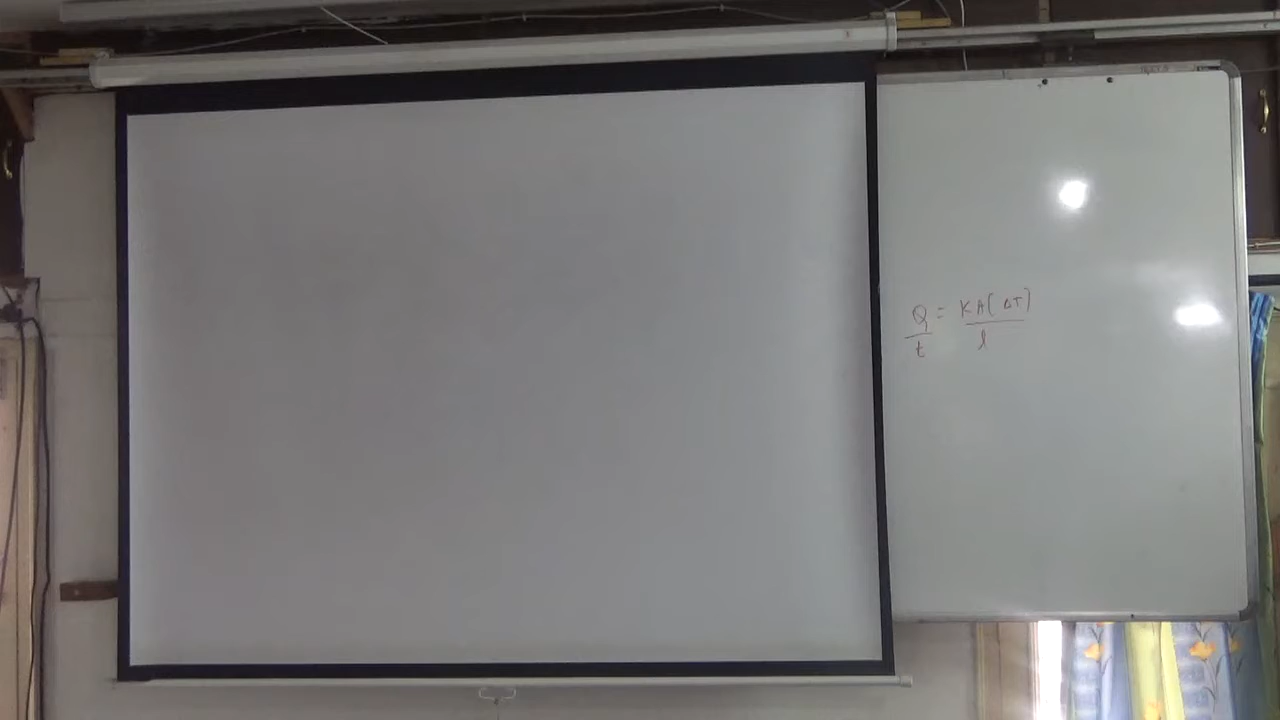 Q/t = KA(ΔT)/l